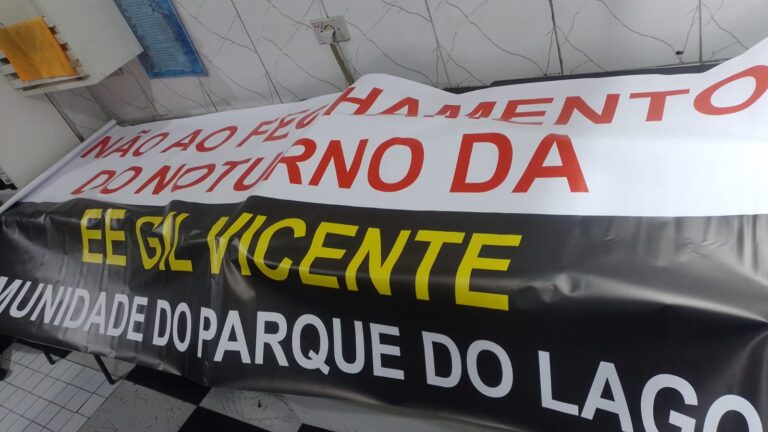 NÃO AO FECHAMENTO
DO NOTURNO DA
EE GIL VICENTE
MUNIDADE DO PARQUE DO LAGO